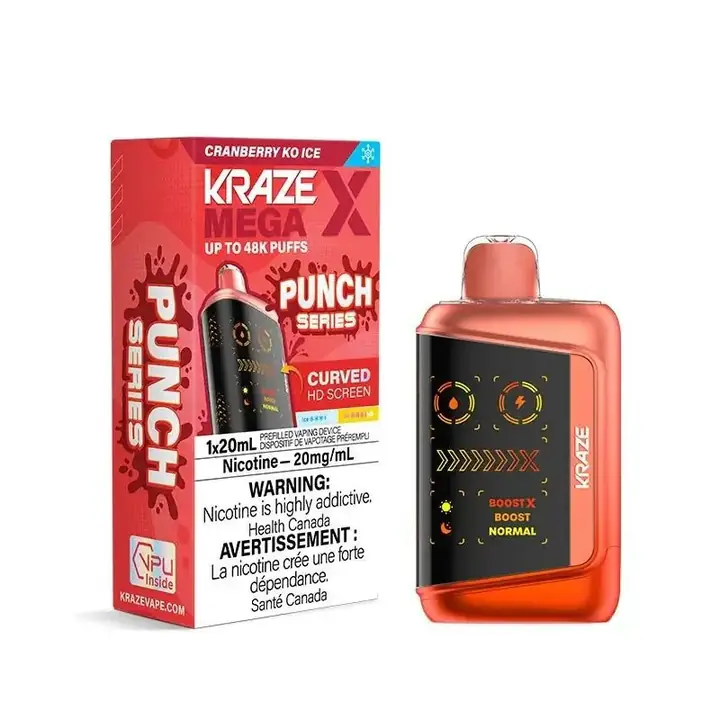 CRANBERRY KO ICE
KRAZE
MEGA X
UP TO 48K PUFFS
PUNCH
SERIES
CURVED
HD SCREEN
BOOST
NORMAL
1x20mL PREFILLED VAPING DEVICE
DISPOSITIF DE VAPOTAGE PRÉREMPLI
Nicotine – 20mg/mL
WARNING:
Nicotine is highly addictive.
Health Canada
AVERTISSEMENT :
La nicotine crée une forte
dépendance.
Santé Canada
PUNCH
SERIES
VPU
Inside
KRAZEVAPE.COM
KRAZE
X
BOOST X
BOOST
NORMAL